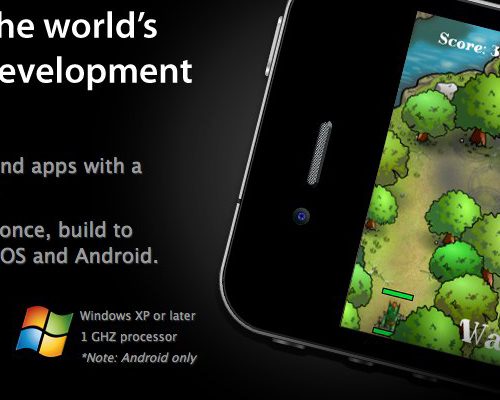 he world's
evelopment
nd apps with a
once, build to
OS and Android.
Windows XP or later
1 GHZ processor
*Note: Android only
Score: 3
Wa